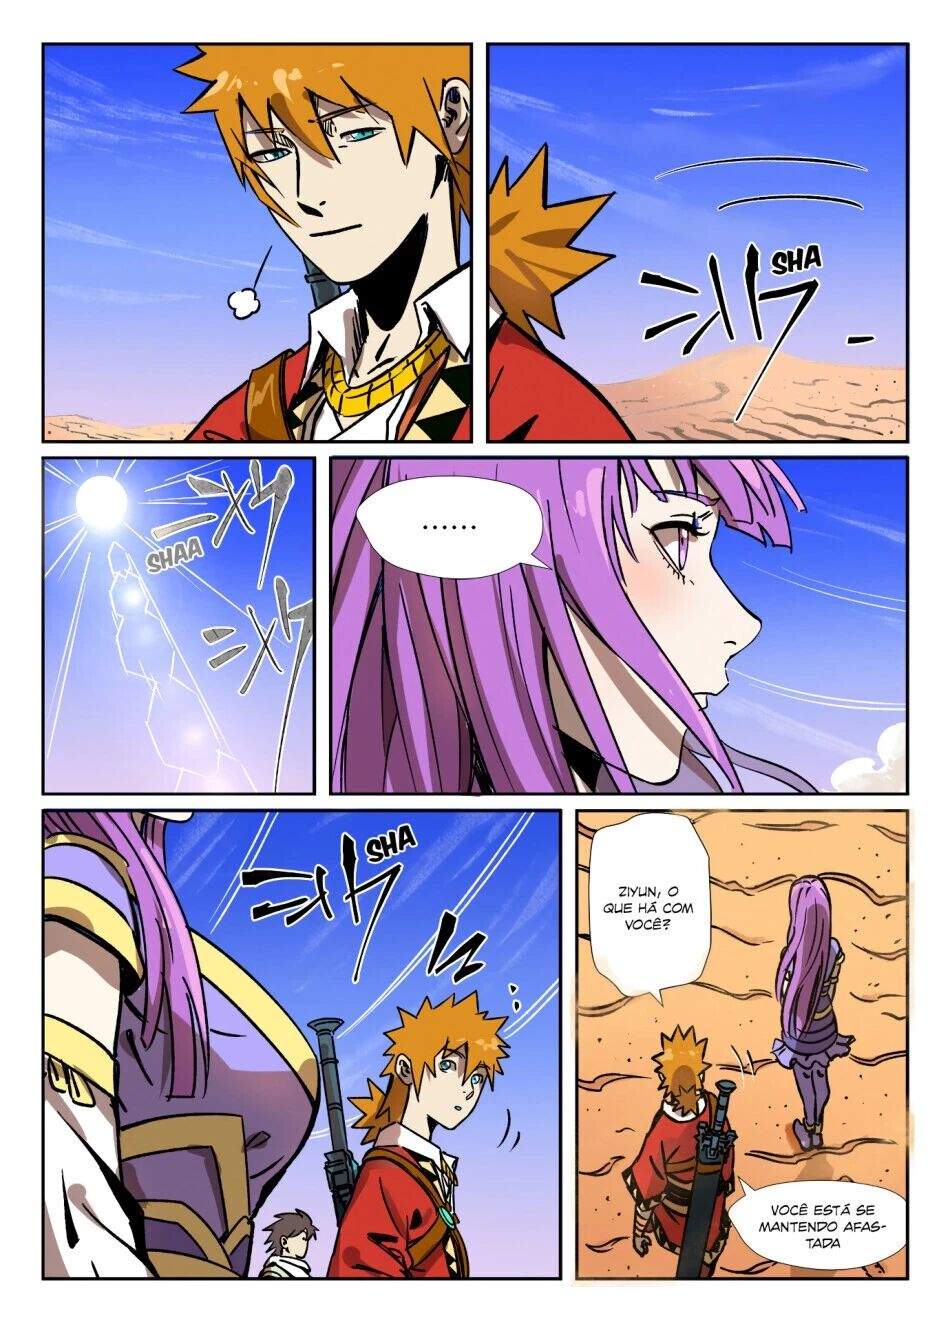 SHA
SHAA
......
SHA
ZIYUN, O
QUE HÁ COM
VOCÊ?
VOCÊ ESTÁ SE
MANTENDO AFAS-
TADA